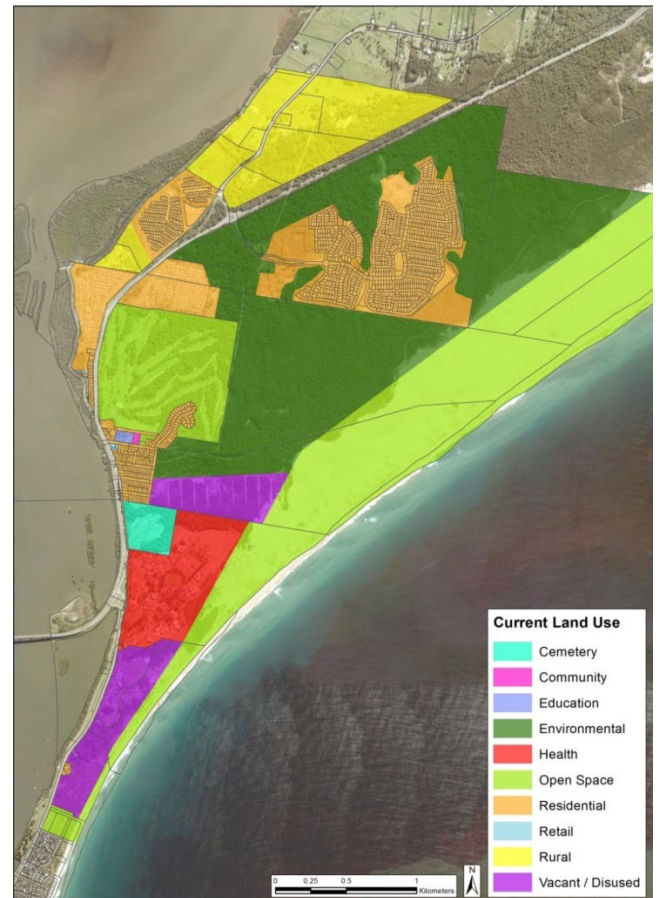 Current Land Use
Cemetery
Community
Education
Environmental
Health
Open Space
Residential
Retail
Rural
Vacant / Disused
0 0.25 0.5 1
Kilometers
N